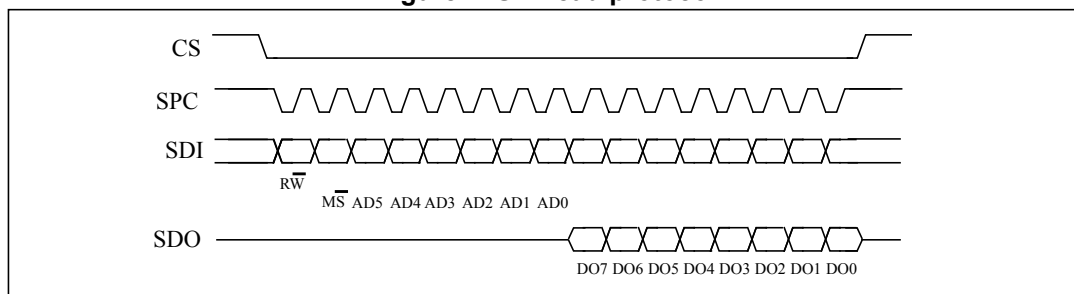 CS
SPC
SDI
RW̅
MS̅ AD5 AD4 AD3 AD2 AD1 AD0
SDO
DO7 DO6 DO5 DO4 DO3 DO2 DO1 DO0